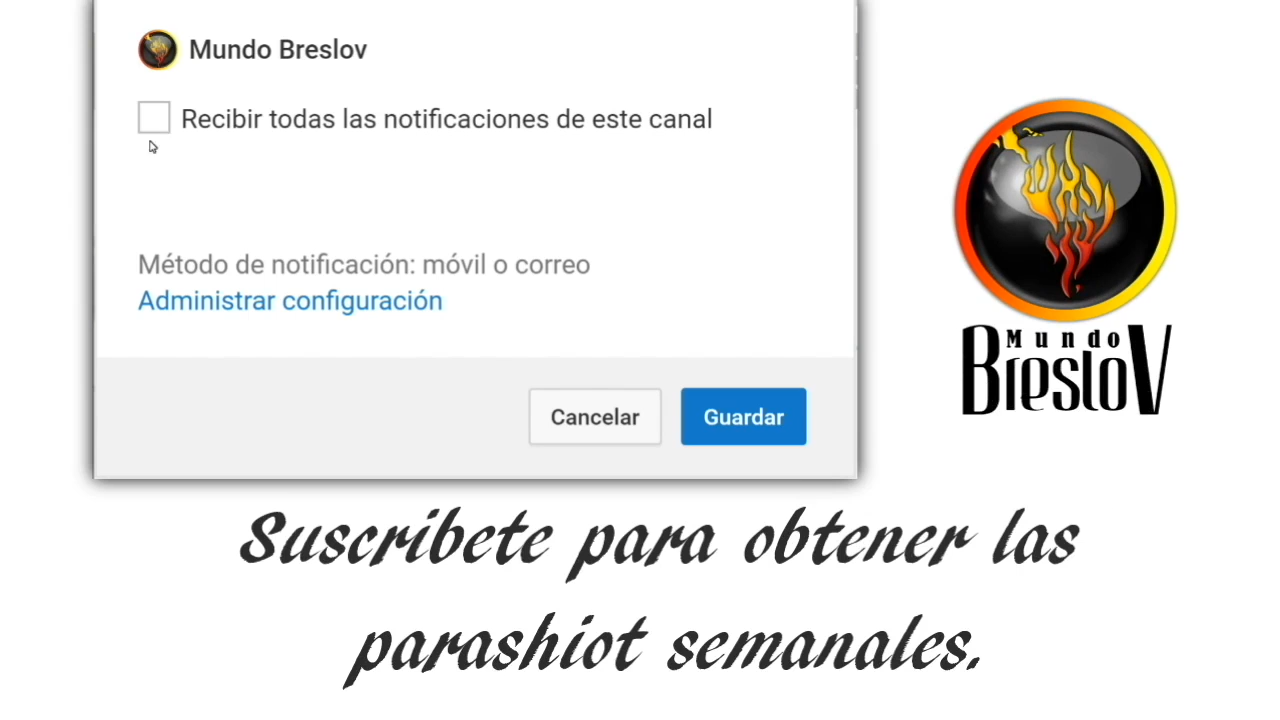 Mundo Breslov
Recibir todas las notificaciones de este canal
Método de notificación: móvil o correo
Administrar configuración
Cancelar
Guardar
Mundo
Breslov
Suscribete para obtener las
parashiot semanales.